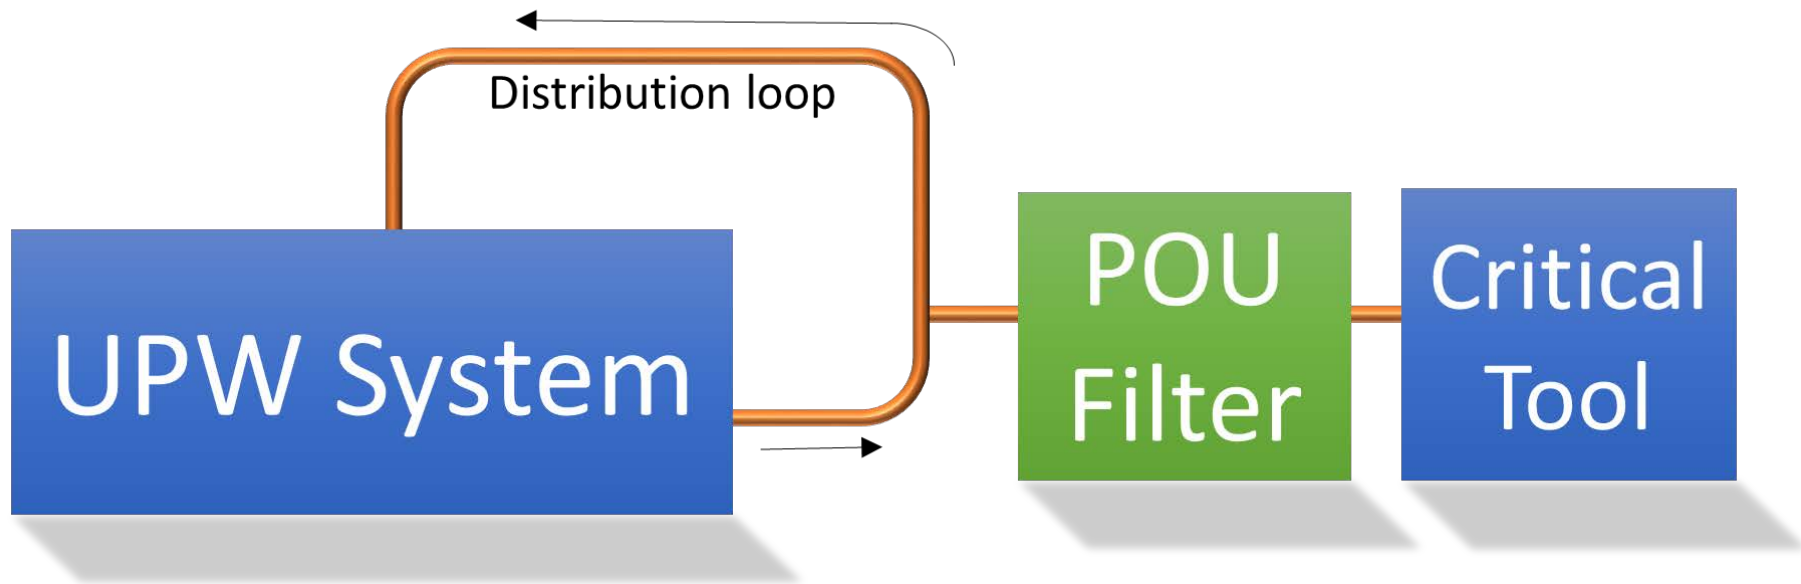 Distribution loop
UPW System
POU
Filter
Critical
Tool